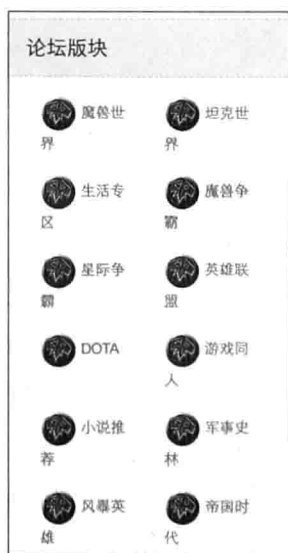 论坛版块
魔兽世 坦克世
界 界
生活专 魔兽争
区 霸
星际争 英雄联
霸 盟
DOTA 游戏同
人
小说推 军事史
荐 林
风暴英 帝国时
雄 代